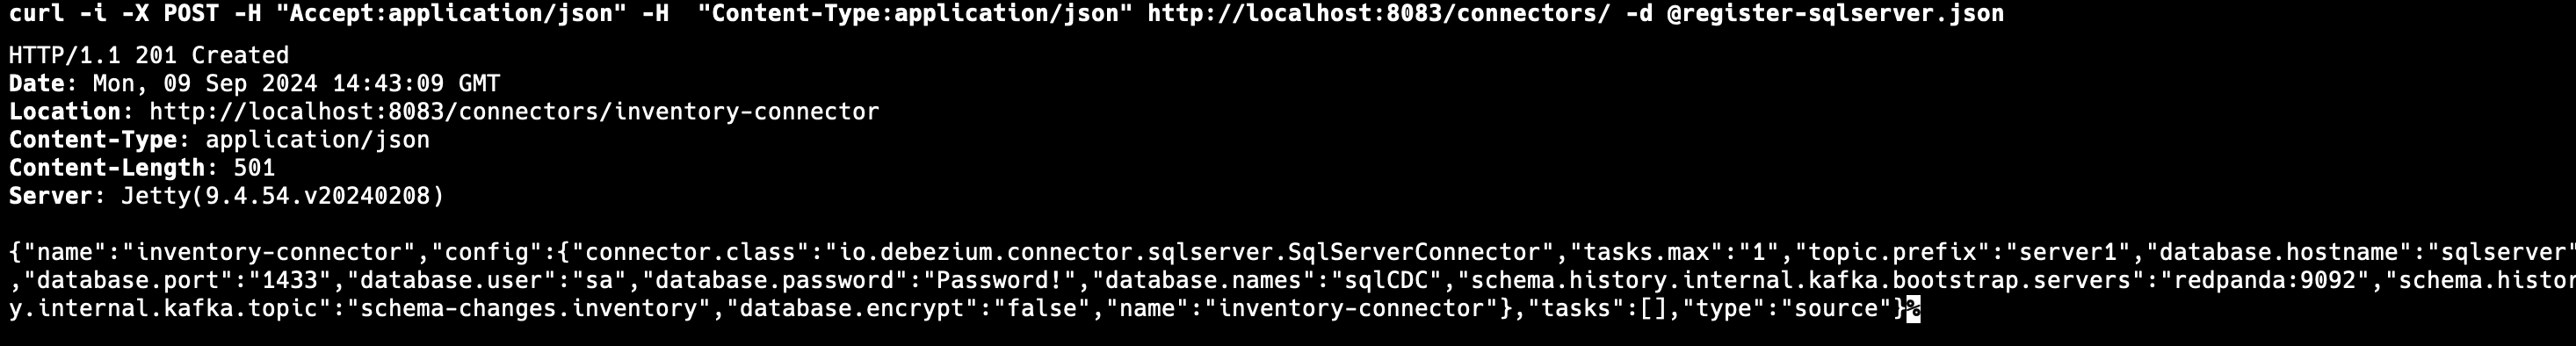 curl -i -X POST -H "Accept:application/json" -H  "Content-Type:application/json" http://localhost:8083/connectors/ -d @register-sqlserver.json
HTTP/1.1 201 Created
Date: Mon, 09 Sep 2024 14:43:09 GMT
Location: http://localhost:8083/connectors/inventory-connector
Content-Type: application/json
Content-Length: 501
Server: Jetty(9.4.54.v20240208)
{"name":"inventory-connector","config":{"connector.class":"io.debezium.connector.sqlserver.SqlServerConnector","tasks.max":"1","topic.prefix":"server1","database.hostname":"sqlserver"
,"database.port":"1433","database.user":"sa","database.password":"Password!","database.names":"sqlCDC","schema.history.internal.kafka.bootstrap.servers":"redpanda:9092","schema.histor
y.internal.kafka.topic":"schema-changes.inventory","database.encrypt":"false","name":"inventory-connector"},"tasks":[],"type":"source"}%